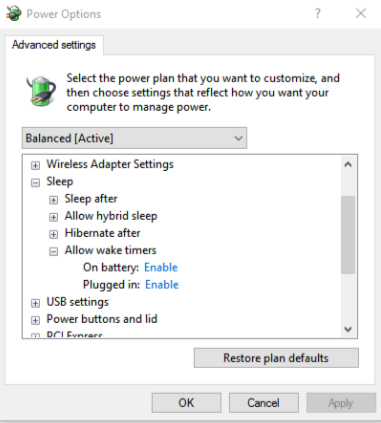 Power Options
Advanced settings
Select the power plan that you want to customize, and
then choose settings that reflect how you want your
computer to manage power.
Balanced [Active]
Wireless Adapter Settings
Sleep
Sleep after
Allow hybrid sleep
Hibernate after
Allow wake timers
On battery: Enable
Plugged in: Enable
USB settings
Power buttons and lid
PCI Express
Restore plan defaults
OK Cancel Apply